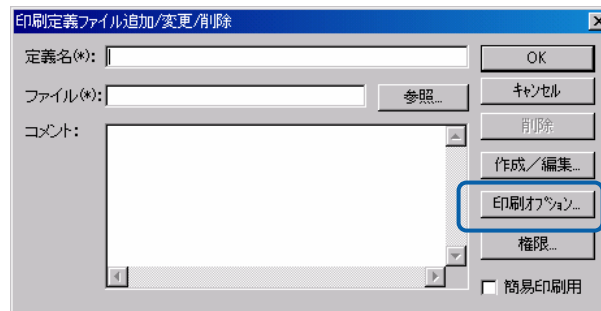 印刷定義ファイル追加/変更/削除
定義名(*):
OK
ファイル(*):
参照...
キャンセル
コメント:
削除
作成/編集...
印刷オプション...
権限...
簡易印刷用